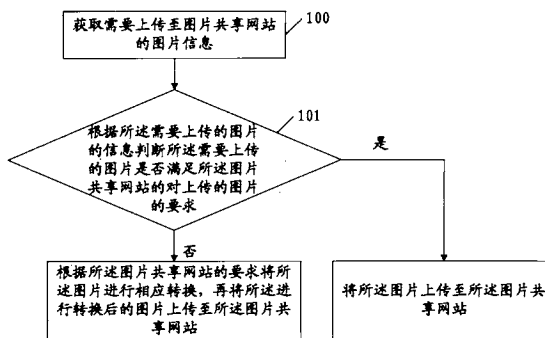 获取需要上传至图片共享网站
的图片信息
100
101
根据所述需要上传的图片
的信息判断所述需要上传
的图片是否满足所述图片
共享网站的对上传的图片
的要求
是
否
根据所述图片共享网站的要求将所
述图片进行相应转换，再将所述进
行转换后的图片上传至所述图片共
享网站
将所述图片上传至所述图片共
享网站